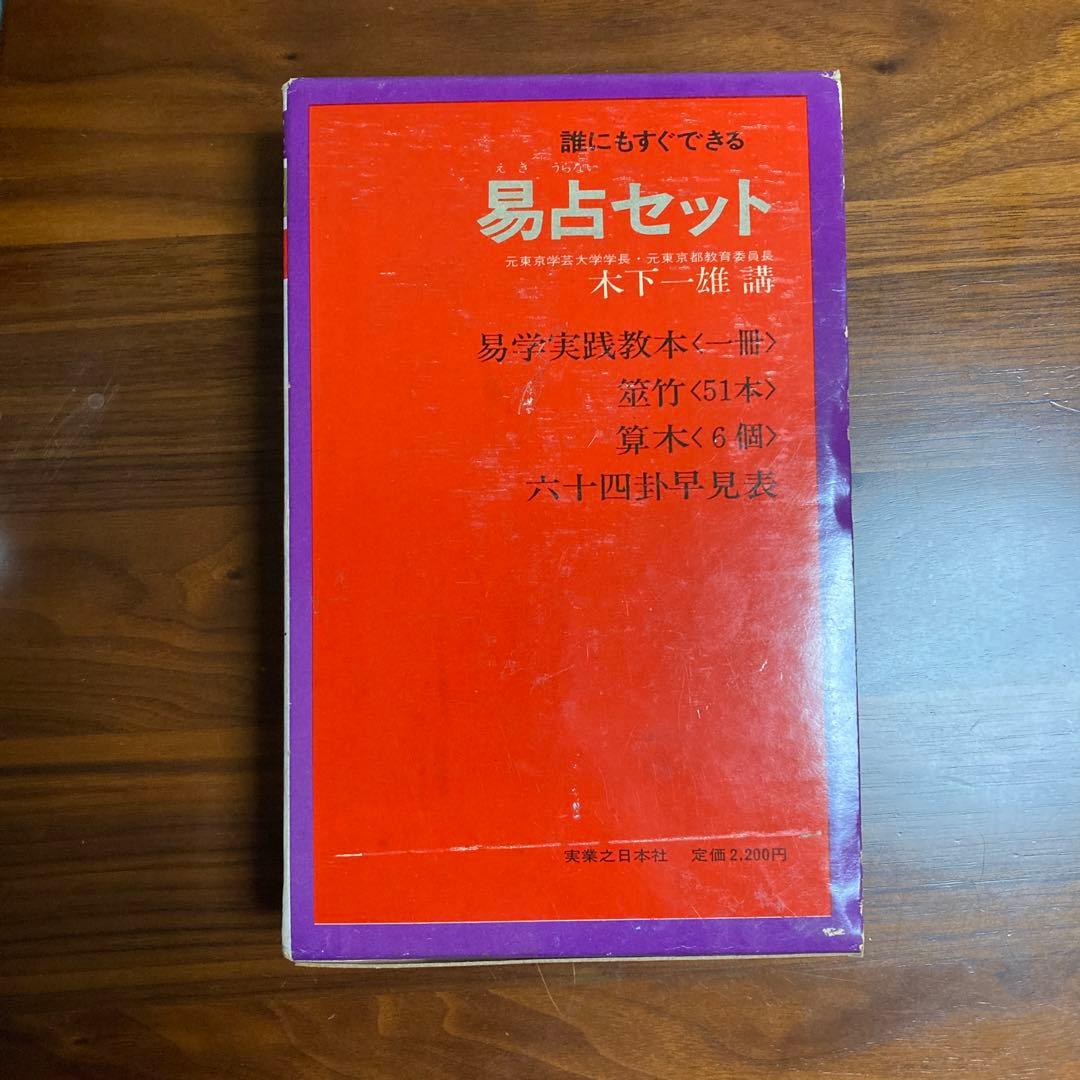 誰にもすぐできる
えき うらない
易占セット
元東京学芸大学学長・元東京都教育委員長
木下一雄 講
易学実践教本〈一冊〉
筮竹〈51本〉
算木〈6個〉
六十四卦早見表
実業之日本社 定価2,200円